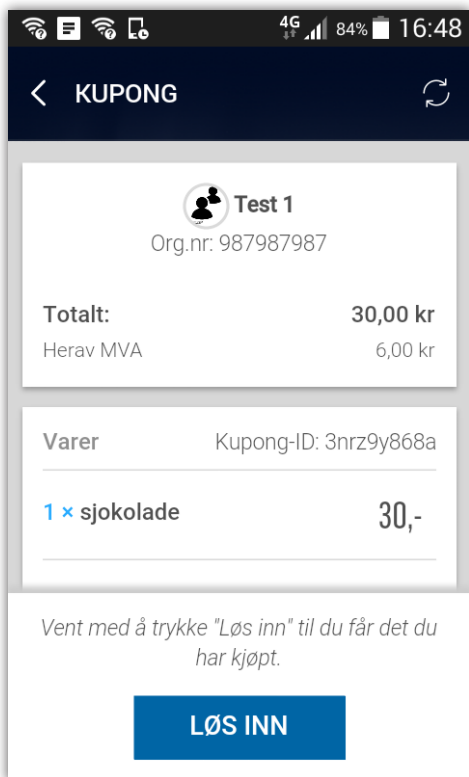 4G 84% 16:48
KUPONG
Test 1
Org.nr: 987987987
Totalt: 30,00 kr
Herav MVA 6,00 kr
Varer Kupong-ID: 3nrz9y868a
1 × sjokolade 30,-
Vent med å trykke "Løs inn" til du får det du
har kjøpt.
LØS INN